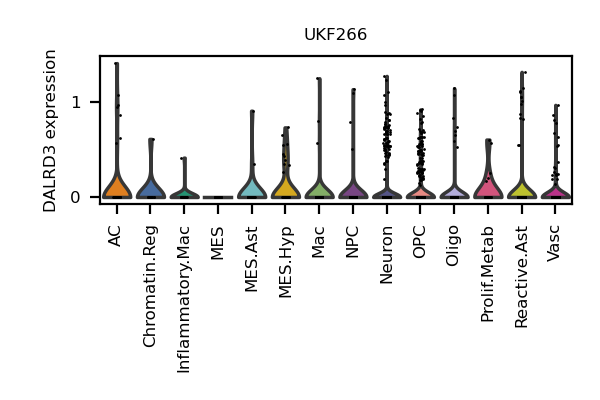 UKF266
DALRD3 expression
1
0
AC
Chromatin.Reg
Inflammatory.Mac
MES
MES.Ast
MES.Hyp
Mac
NPC
Neuron
OPC
Oligo
Prolif.Metab
Reactive.Ast
Vasc